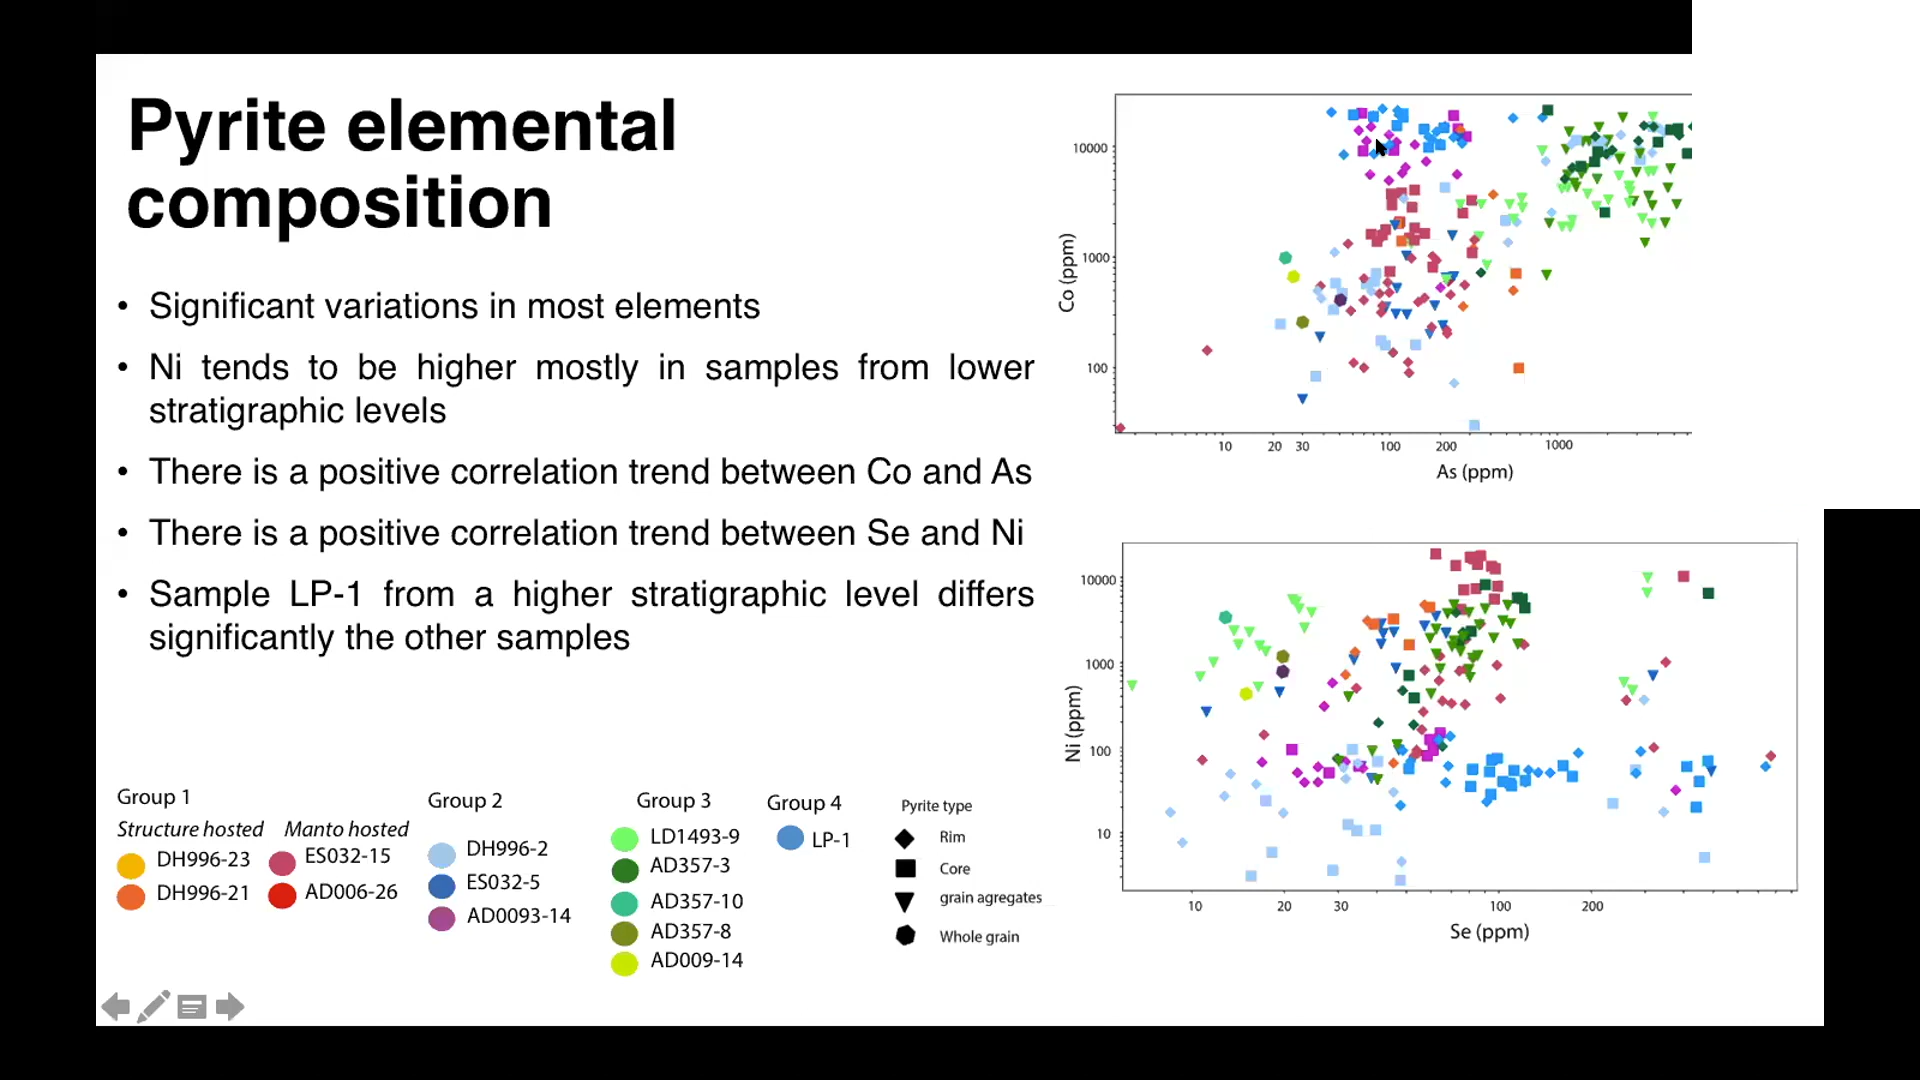 Pyrite elemental
composition
• Significant variations in most elements
• Ni tends to be higher mostly in samples from lower
stratigraphic levels
• There is a positive correlation trend between Co and As
• There is a positive correlation trend between Se and Ni
• Sample LP-1 from a higher stratigraphic level differs
significantly the other samples
Group 1
Structure hosted
DH996-23
DH996-21
Manto hosted
ES032-15
AD006-26
Group 2
DH996-2
ES032-5
AD0093-14
Group 3
LD1493-9
AD357-3
AD357-10
AD357-8
AD009-14
Group 4
LP-1
Pyrite type
Rim
Core
grain agregates
Whole grain
Co (ppm)
10000
1000
100
10 20 30 100 200 1000
As (ppm)
Ni (ppm)
10000
1000
100
10
10 20 30 100 200
Se (ppm)